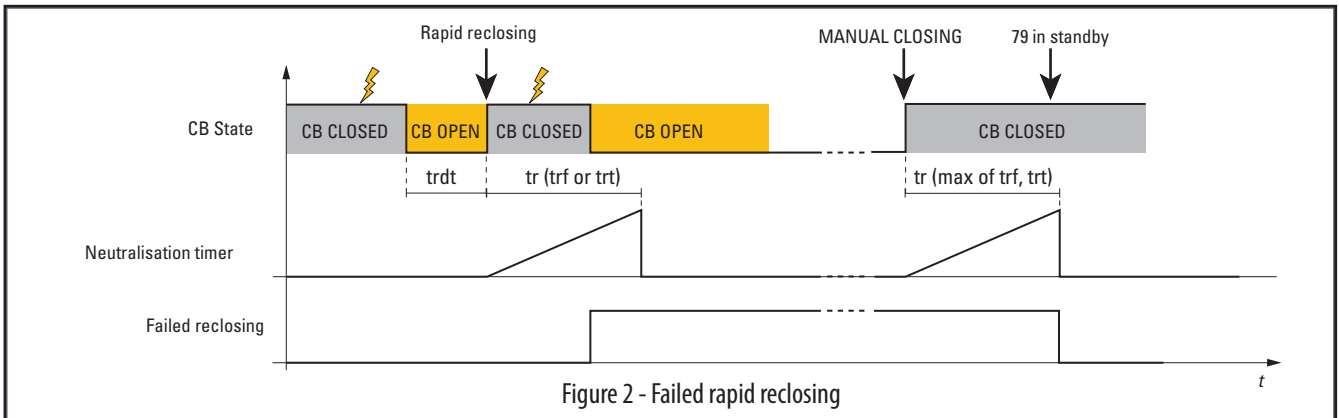 Rapid reclosing
MANUAL CLOSING
79 in standby
CB State
CB CLOSED
CB OPEN
CB CLOSED
CB OPEN
CB CLOSED
trdt
tr (trf or trt)
tr (max of trf, trt)
Neutralisation timer
Failed reclosing
t
Figure 2 - Failed rapid reclosing